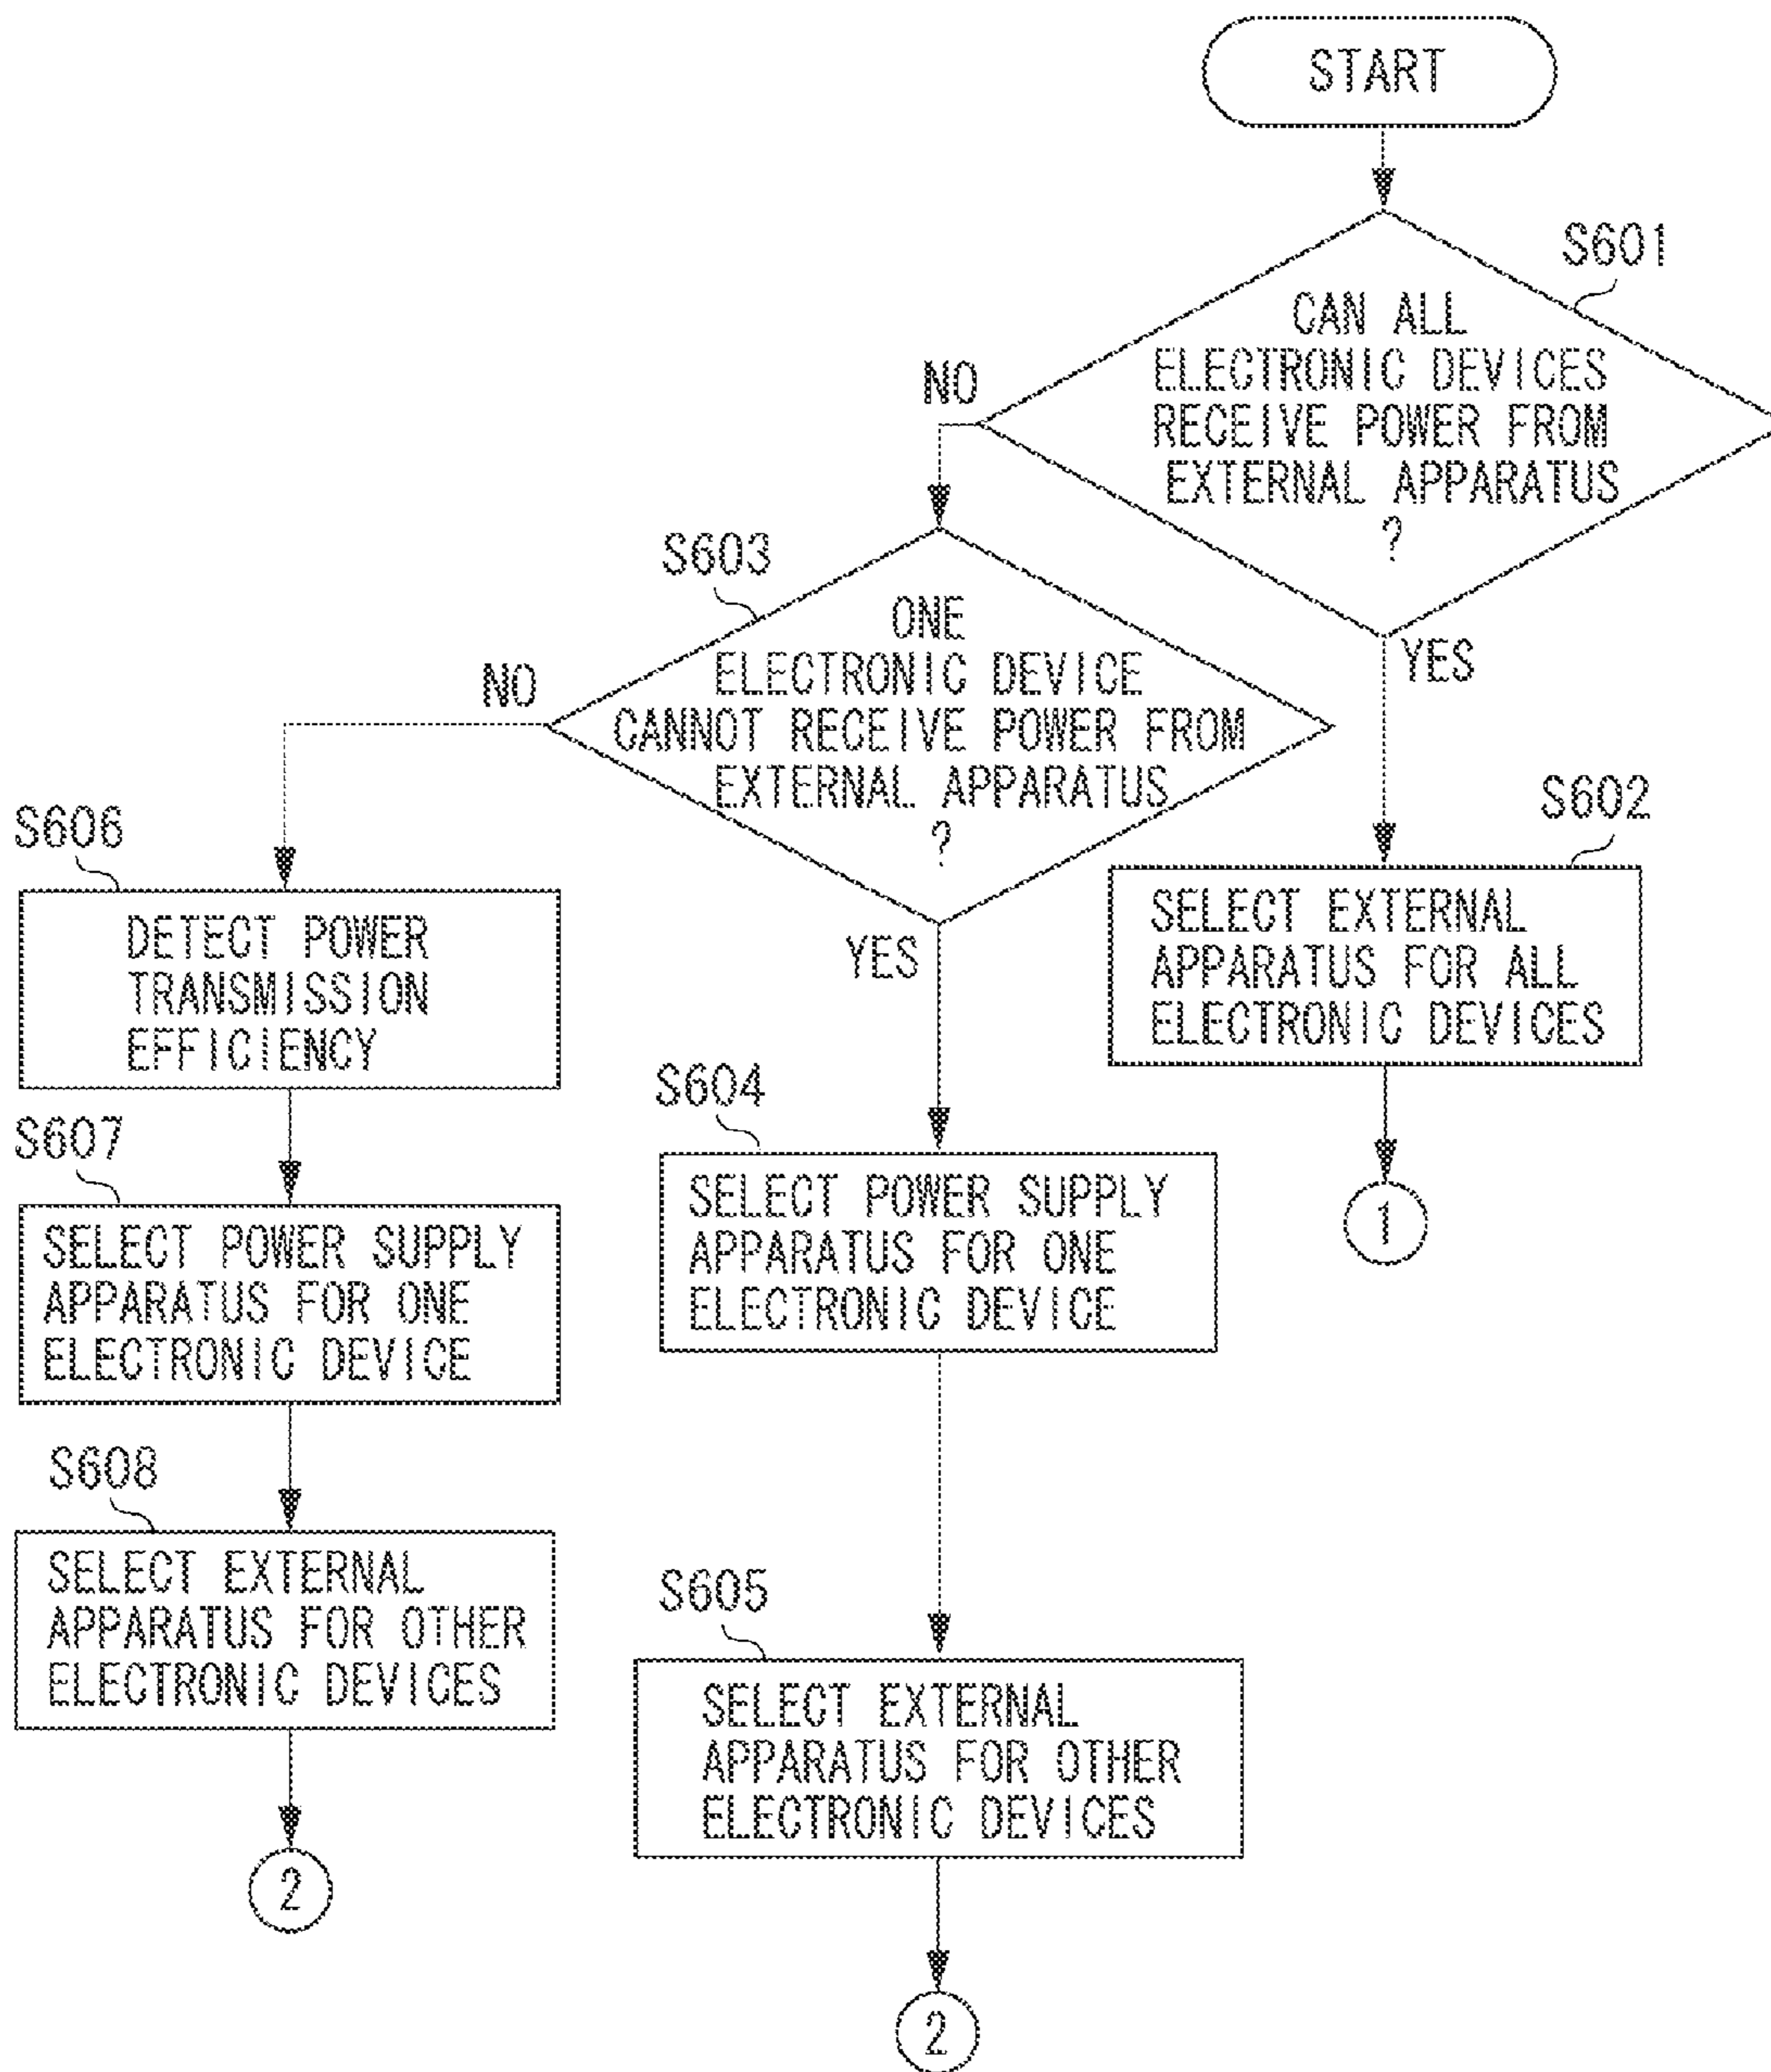 START
S601
CAN ALL
ELECTRONIC DEVICES
RECEIVE POWER FROM
EXTERNAL APPARATUS
?
NO
YES
S603
ONE
ELECTRONIC DEVICE
CANNOT RECEIVE POWER FROM
EXTERNAL APPARATUS
?
NO
YES
S602
SELECT EXTERNAL
APPARATUS FOR ALL
ELECTRONIC DEVICES
1
S606
DETECT POWER
TRANSMISSION
EFFICIENCY
S604
SELECT POWER SUPPLY
APPARATUS FOR ONE
ELECTRONIC DEVICE
S607
SELECT POWER SUPPLY
APPARATUS FOR ONE
ELECTRONIC DEVICE
S608
SELECT EXTERNAL
APPARATUS FOR OTHER
ELECTRONIC DEVICES
2
S605
SELECT EXTERNAL
APPARATUS FOR OTHER
ELECTRONIC DEVICES
2